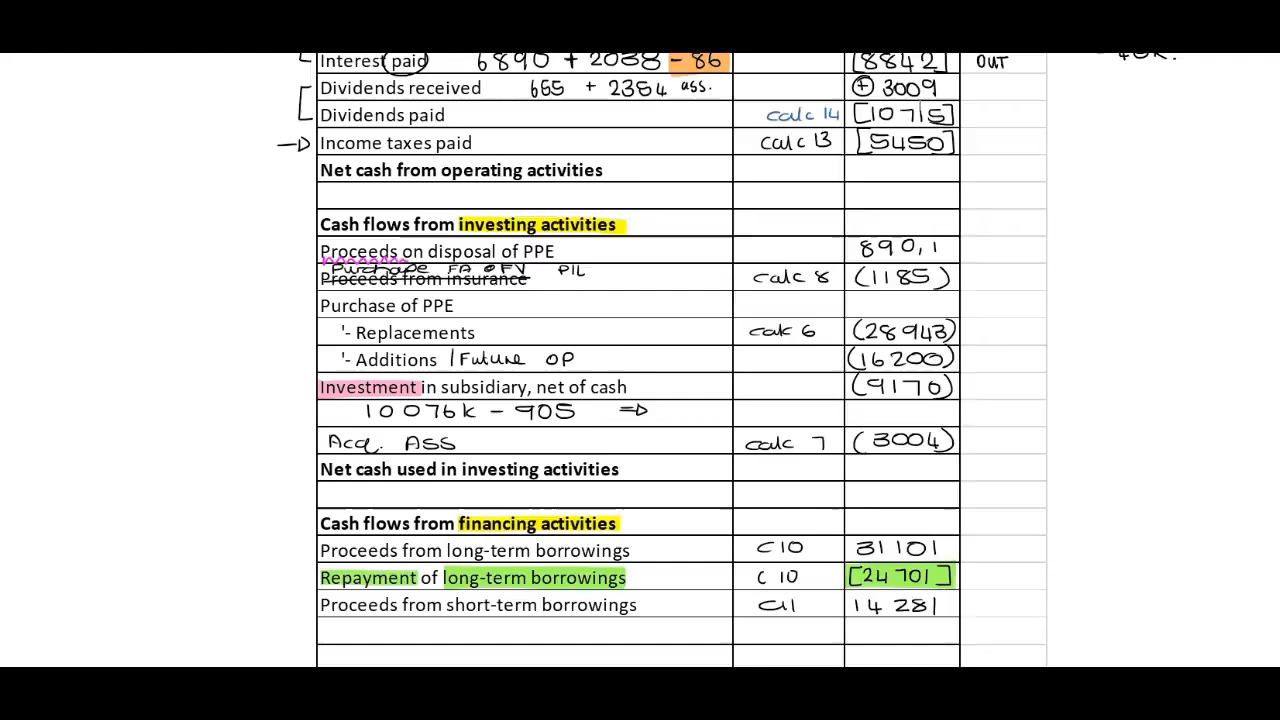 Interest paid 6890 + 2038 - 86 [8842] OUT
Dividends received 655 + 2354 ass. + 3009
Dividends paid calc 14 [10715]
Income taxes paid calc 13 [5450]
Net cash from operating activities
Cash flows from investing activities
Proceeds on disposal of PPE 890,1
Purchase FA @ FV P/L
Proceeds from insurance calc 8 (1185)
Purchase of PPE
'- Replacements calc 6 (28943)
'- Additions / Future OP (16200)
Investment in subsidiary, net of cash (9170)
10076k - 905 ⇒
Acq. ASS calc 7 (3004)
Net cash used in investing activities
Cash flows from financing activities
Proceeds from long-term borrowings C10 31101
Repayment of long-term borrowings C10 [24701]
Proceeds from short-term borrowings C11 14281